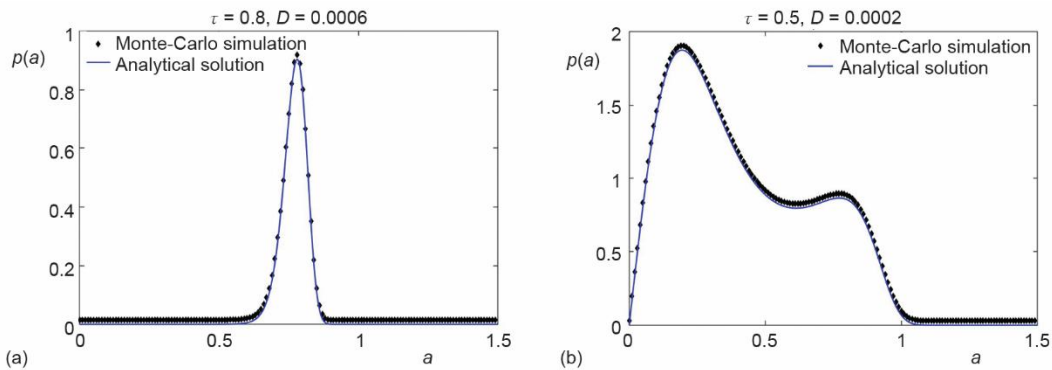 τ = 0.8, D = 0.0006
1
p(a)
Monte-Carlo simulation
Analytical solution
0.8
0.6
0.4
0.2
0
0 0.5 1 1.5
(a)
a
τ = 0.5, D = 0.0002
2
p(a)
Monte-Carlo simulation
Analytical solution
1.5
1
0.5
0
0 0.5 1 1.5
(b)
a